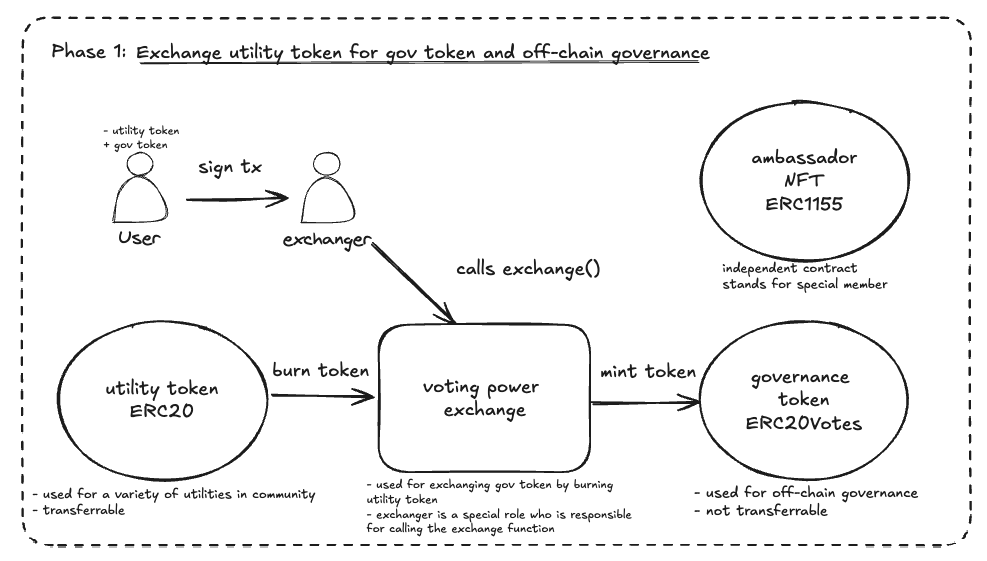 Phase 1: Exchange utility token for gov token and off-chain governance
- utility token
+ gov token
sign tx
User
exchanger
calls exchange()
ambassador
NFT
ERC1155
independent contract
stands for special member
utility token
ERC20
burn token
voting power
exchange
mint token
governance
token
ERC20Votes
- used for a variety of utilities in community
- transferrable
- used for exchanging gov token by burning
utility token
- exchanger is a special role who is responsible
for calling the exchange function
- used for off-chain governance
- not transferrable